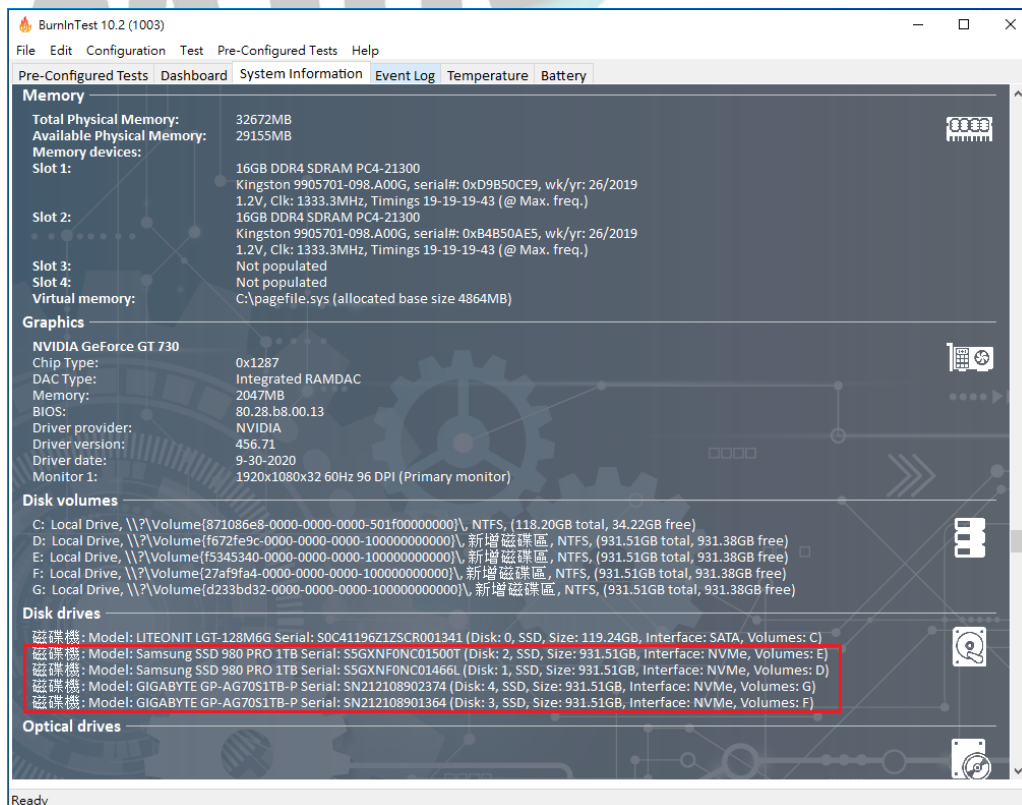 BurnInTest 10.2 (1003)
File Edit Configuration Test Pre-Configured Tests Help
Pre-Configured Tests Dashboard System Information Event Log Temperature Battery
Memory
Total Physical Memory: 32672MB
Available Physical Memory: 29155MB
Memory devices:
Slot 1: 16GB DDR4 SDRAM PC4-21300
Kingston 9905701-098.A00G, serial#: 0xD9B50CE9, wk/yr: 26/2019
1.2V, Clk: 1333.3MHz, Timings 19-19-19-43 (@ Max. freq.)
Slot 2: 16GB DDR4 SDRAM PC4-21300
Kingston 9905701-098.A00G, serial#: 0xB4B50AE5, wk/yr: 26/2019
1.2V, Clk: 1333.3MHz, Timings 19-19-19-43 (@ Max. freq.)
Slot 3: Not populated
Slot 4: Not populated
Virtual memory: C:\pagefile.sys (allocated base size 4864MB)
Graphics
NVIDIA GeForce GT 730
Chip Type: 0x1287
DAC Type: Integrated RAMDAC
Memory: 2047MB
BIOS: 80.28.b8.00.13
Driver provider: NVIDIA
Driver version: 456.71
Driver date: 9-30-2020
Monitor 1: 1920x1080x32 60Hz 96 DPI (Primary monitor)
Disk volumes
C: Local Drive, \\?\Volume{871086e8-0000-0000-0000-501f00000000}\, NTFS, (118.20GB total, 34.22GB free)
D: Local Drive, \\?\Volume{f672fe9c-0000-0000-0000-100000000000}\, 新增磁碟區, NTFS, (931.51GB total, 931.38GB free)
E: Local Drive, \\?\Volume{f5345340-0000-0000-0000-100000000000}\, 新增磁碟區, NTFS, (931.51GB total, 931.38GB free)
F: Local Drive, \\?\Volume{27af9fa4-0000-0000-0000-100000000000}\, 新增磁碟區, NTFS, (931.51GB total, 931.38GB free)
G: Local Drive, \\?\Volume{d233bd32-0000-0000-0000-100000000000}\, 新增磁碟區, NTFS, (931.51GB total, 931.38GB free)
Disk drives
磁碟機: Model: LITEONIT LGT-128M6G Serial: S0C41196Z1ZSCR001341 (Disk: 0, SSD, Size: 119.24GB, Interface: SATA, Volumes: C)
磁碟機: Model: Samsung SSD 980 PRO 1TB Serial: S5GXNF0NC01500T (Disk: 2, SSD, Size: 931.51GB, Interface: NVMe, Volumes: E)
磁碟機: Model: Samsung SSD 980 PRO 1TB Serial: S5GXNF0NC01466L (Disk: 1, SSD, Size: 931.51GB, Interface: NVMe, Volumes: D)
磁碟機: Model: GIGABYTE GP-AG70S1TB-P Serial: SN212108902374 (Disk: 4, SSD, Size: 931.51GB, Interface: NVMe, Volumes: G)
磁碟機: Model: GIGABYTE GP-AG70S1TB-P Serial: SN212108901364 (Disk: 3, SSD, Size: 931.51GB, Interface: NVMe, Volumes: F)
Optical drives
Ready